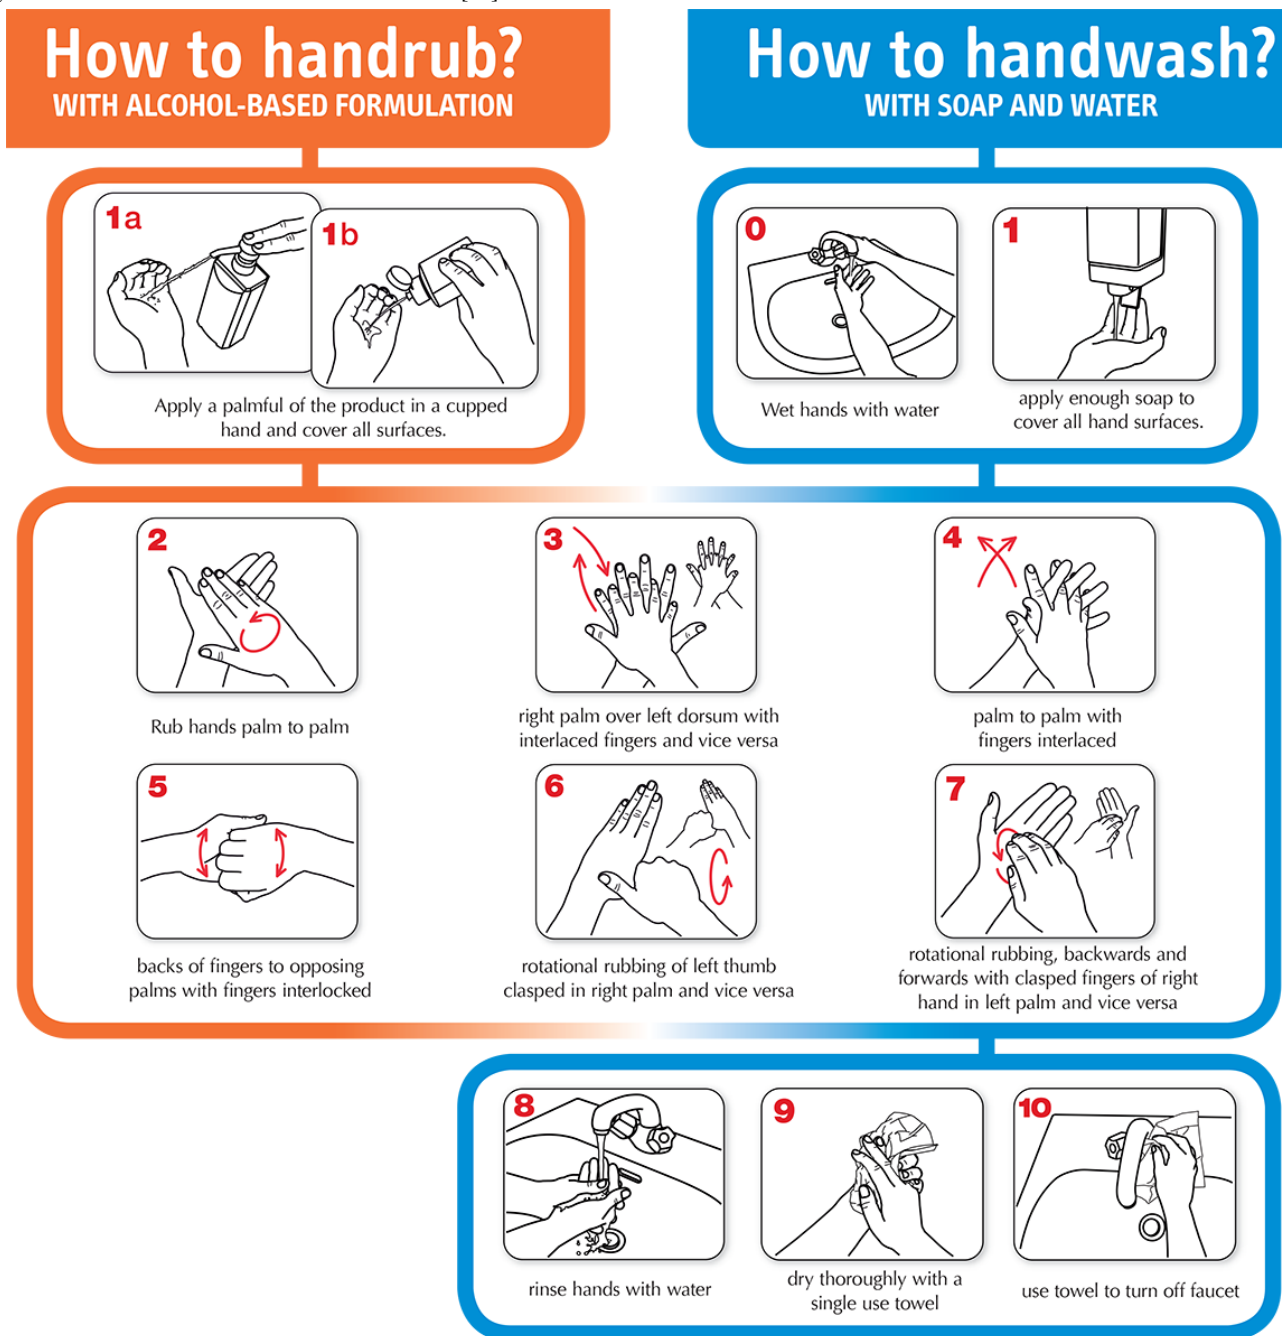 How to handrub?
WITH ALCOHOL-BASED FORMULATION
How to handwash?
WITH SOAP AND WATER
1a
1b
Apply a palmful of the product in a cupped
hand and cover all surfaces.
0
Wet hands with water
1
apply enough soap to
cover all hand surfaces.
2
Rub hands palm to palm
3
right palm over left dorsum with
interlaced fingers and vice versa
4
palm to palm with
fingers interlaced
5
backs of fingers to opposing
palms with fingers interlocked
6
rotational rubbing of left thumb
clasped in right palm and vice versa
7
rotational rubbing, backwards and
forwards with clasped fingers of right
hand in left palm and vice versa
8
rinse hands with water
9
dry thoroughly with a
single use towel
10
use towel to turn off faucet